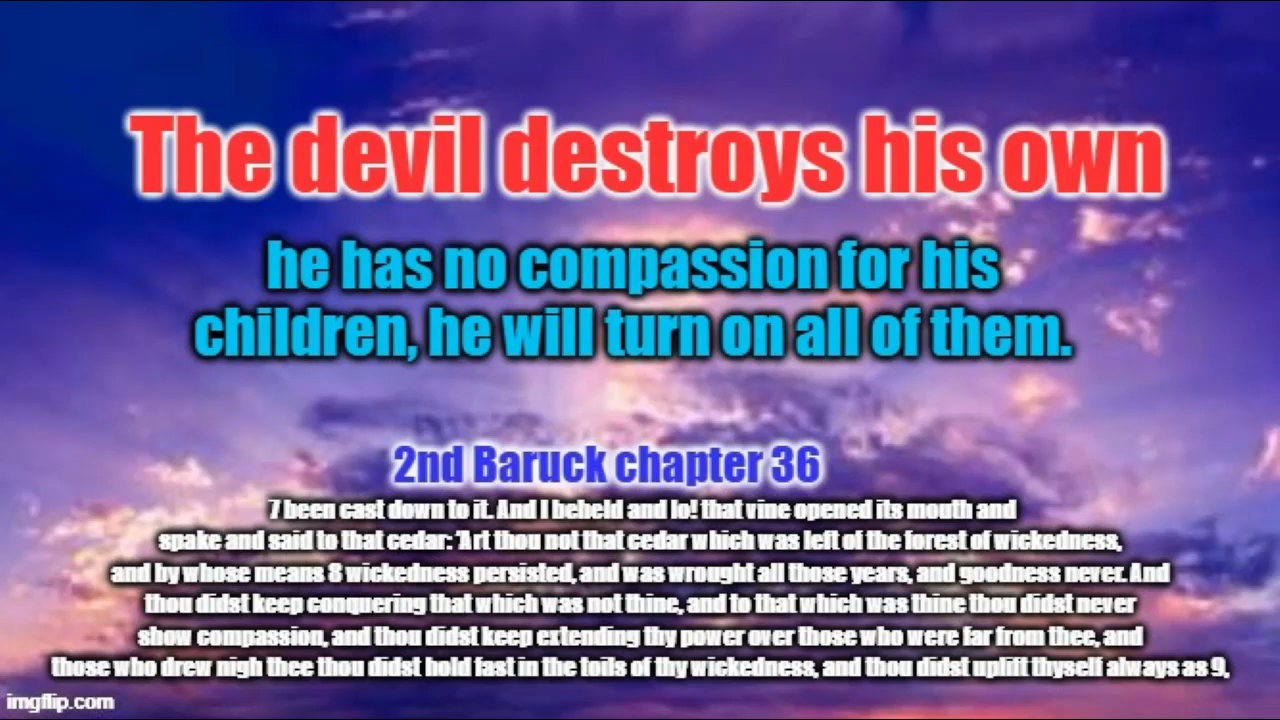 The devil destroys his own
he has no compassion for his
children, he will turn on all of them.
2nd Baruck chapter 36
7 been cast down to it. And I beheld and lo! that vine opened its mouth and
spake and said to that cedar: 'Art thou not that cedar which was left of the forest of wickedness,
and by whose means 8 wickedness persisted, and was wrought all those years, and goodness never. And
thou didst keep conquering that which was not thine, and to that which was thine thou didst never
show compassion, and thou didst keep extending thy power over those who were far from thee, and
those who drew nigh thee thou didst hold fast in the toils of thy wickedness, and thou didst uplift thyself always as 9,
imgflip.com